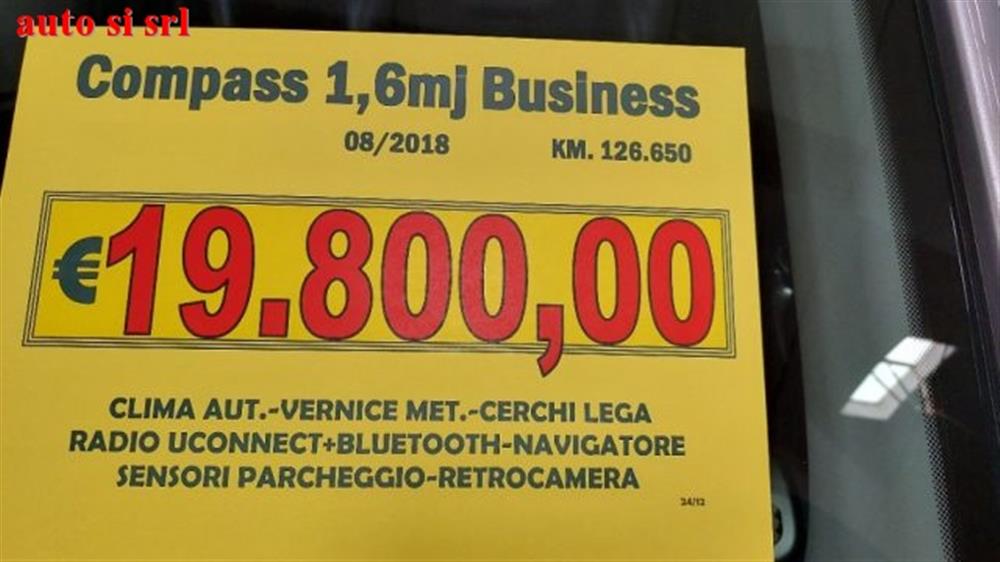 auto si srl
Compass 1,6mj Business
08/2018 KM. 126.650
€19.800,00
CLIMA AUT.-VERNICE MET.-CERCHI LEGA
RADIO UCONNECT+BLUETOOTH-NAVIGATORE
SENSORI PARCHEGGIO-RETROCAMERA
24/12